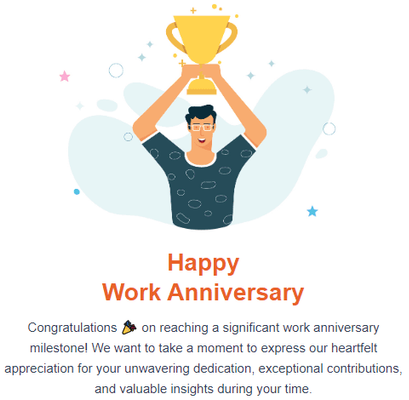 Happy
Work Anniversary
Congratulations 🎉 on reaching a significant work anniversary
milestone! We want to take a moment to express our heartfelt
appreciation for your unwavering dedication, exceptional contributions,
and valuable insights during your time.